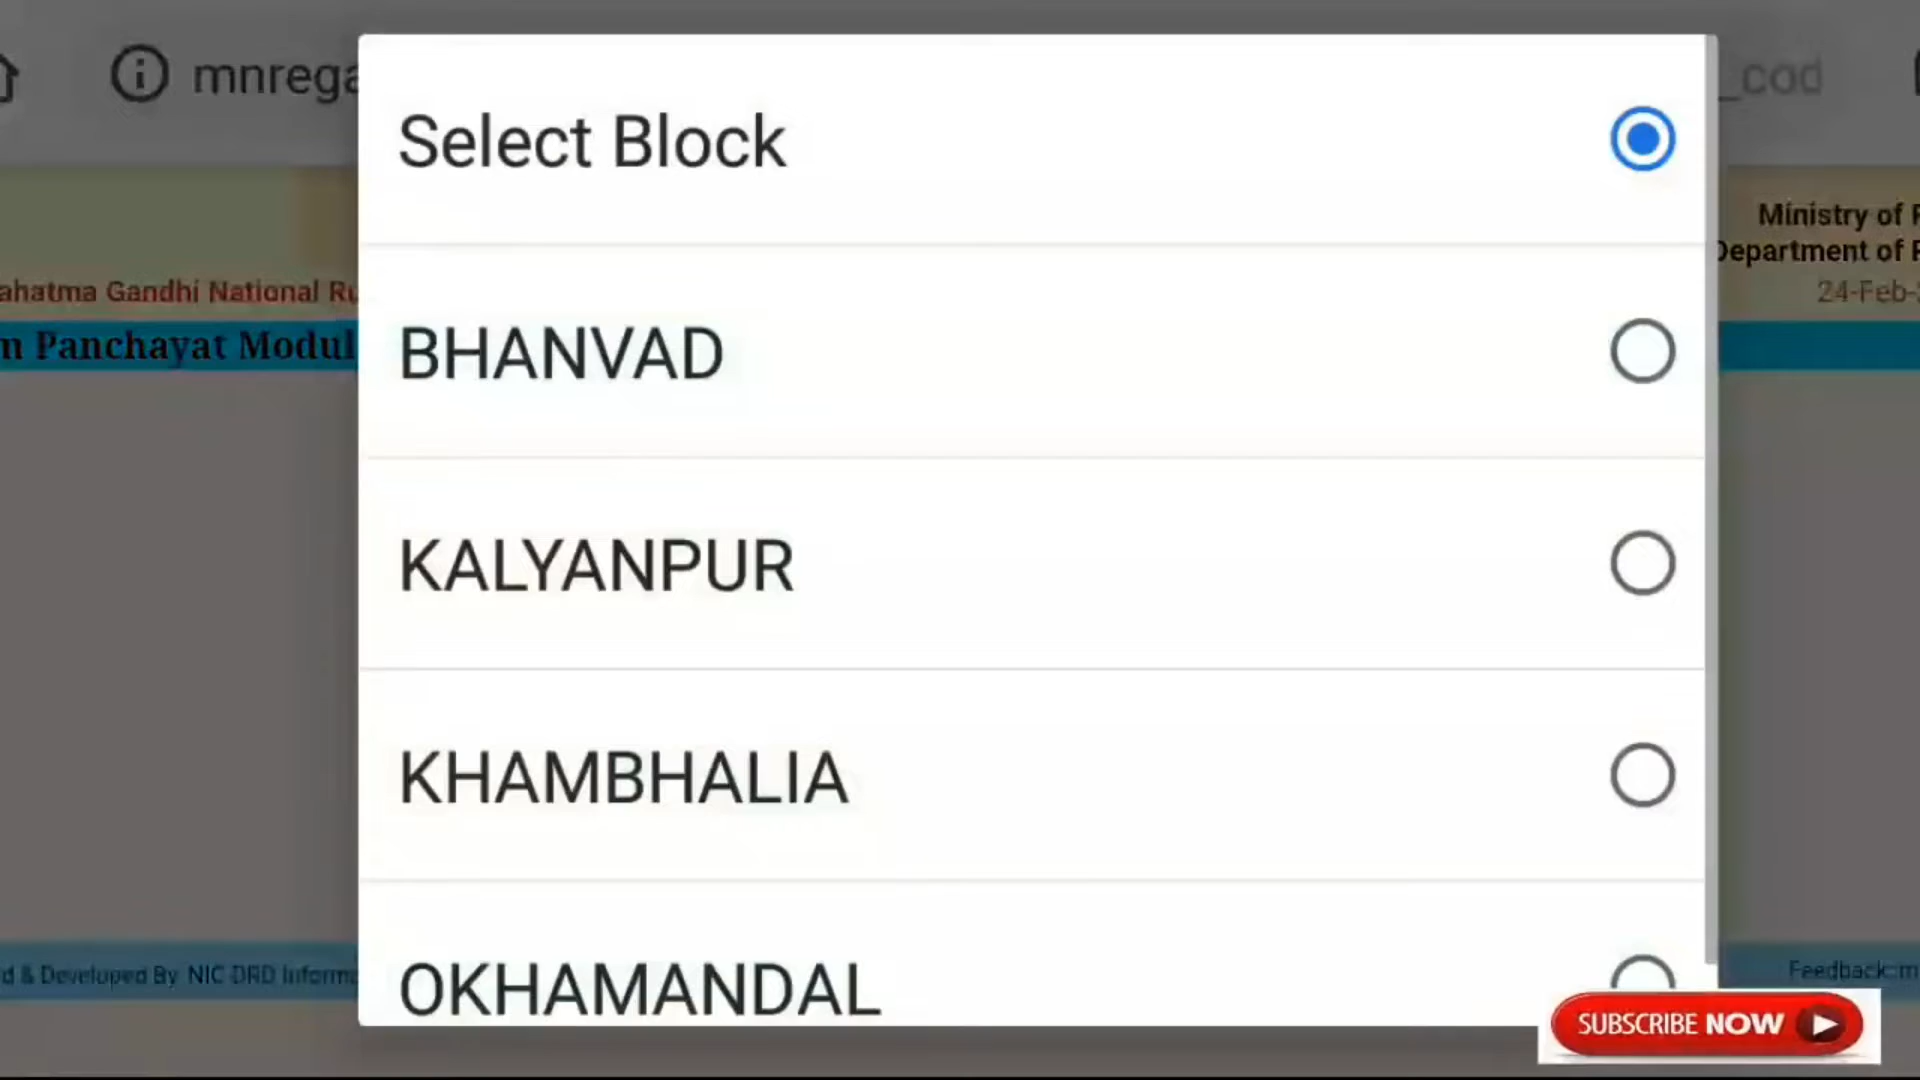 mnrega
_cod
Select Block
Ministry of
Department of
24-Feb-
ahatma Gandhi National
m Panchayat Modul
BHANVAD
KALYANPUR
KHAMBHALIA
OKHAMANDAL
d & Developed By NIC DRD Inform
Feedback:m
SUBSCRIBE NOW